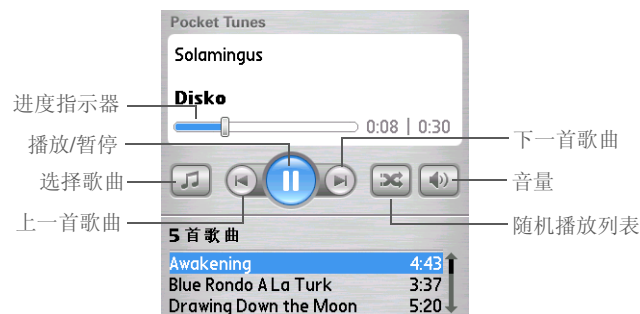 Pocket Tunes
Solamingus
Disko
进度指示器
0:08 | 0:30
播放/暂停
下一首歌曲
选择歌曲
音量
上一首歌曲
随机播放列表
5 首歌曲
Awakening 4:43
Blue Rondo A La Turk 3:37
Drawing Down the Moon 5:20